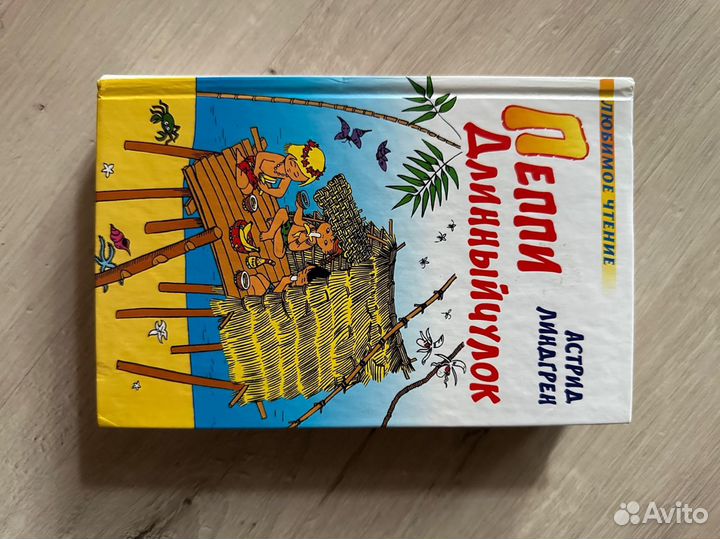 ЛЮБИМОЕ ЧТЕНИЕ
АСТРИД
ЛИНДГРЕН
ПЕППИ
ДЛИННЫЙЧУЛОК
Avito